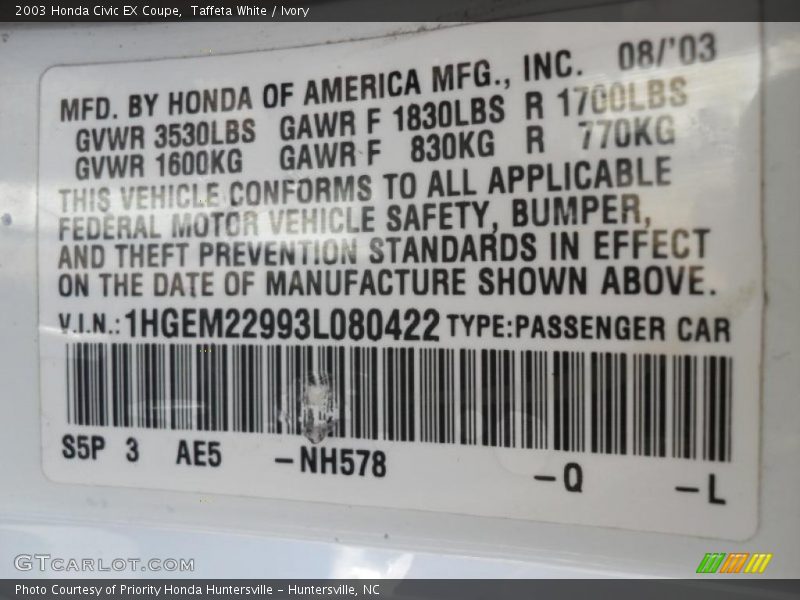 2003 Honda Civic EX Coupe,  Taffeta White / Ivory
MFD. BY HONDA OF AMERICA MFG., INC. 08/'03
GVWR 3530LBS GAWR F 1830LBS R 1700LBS
GVWR 1600KG GAWR F 830KG R 770KG
THIS VEHICLE CONFORMS TO ALL APPLICABLE
FEDERAL MOTOR VEHICLE SAFETY, BUMPER,
AND THEFT PREVENTION STANDARDS IN EFFECT
ON THE DATE OF MANUFACTURE SHOWN ABOVE.
V.I.N.: 1HGEM22993L080422 TYPE:PASSENGER CAR
S5P 3 AE5 –NH578 –Q –L
GTCARLOT.COM
Photo Courtesy of Priority Honda Huntersville – Huntersville, NC